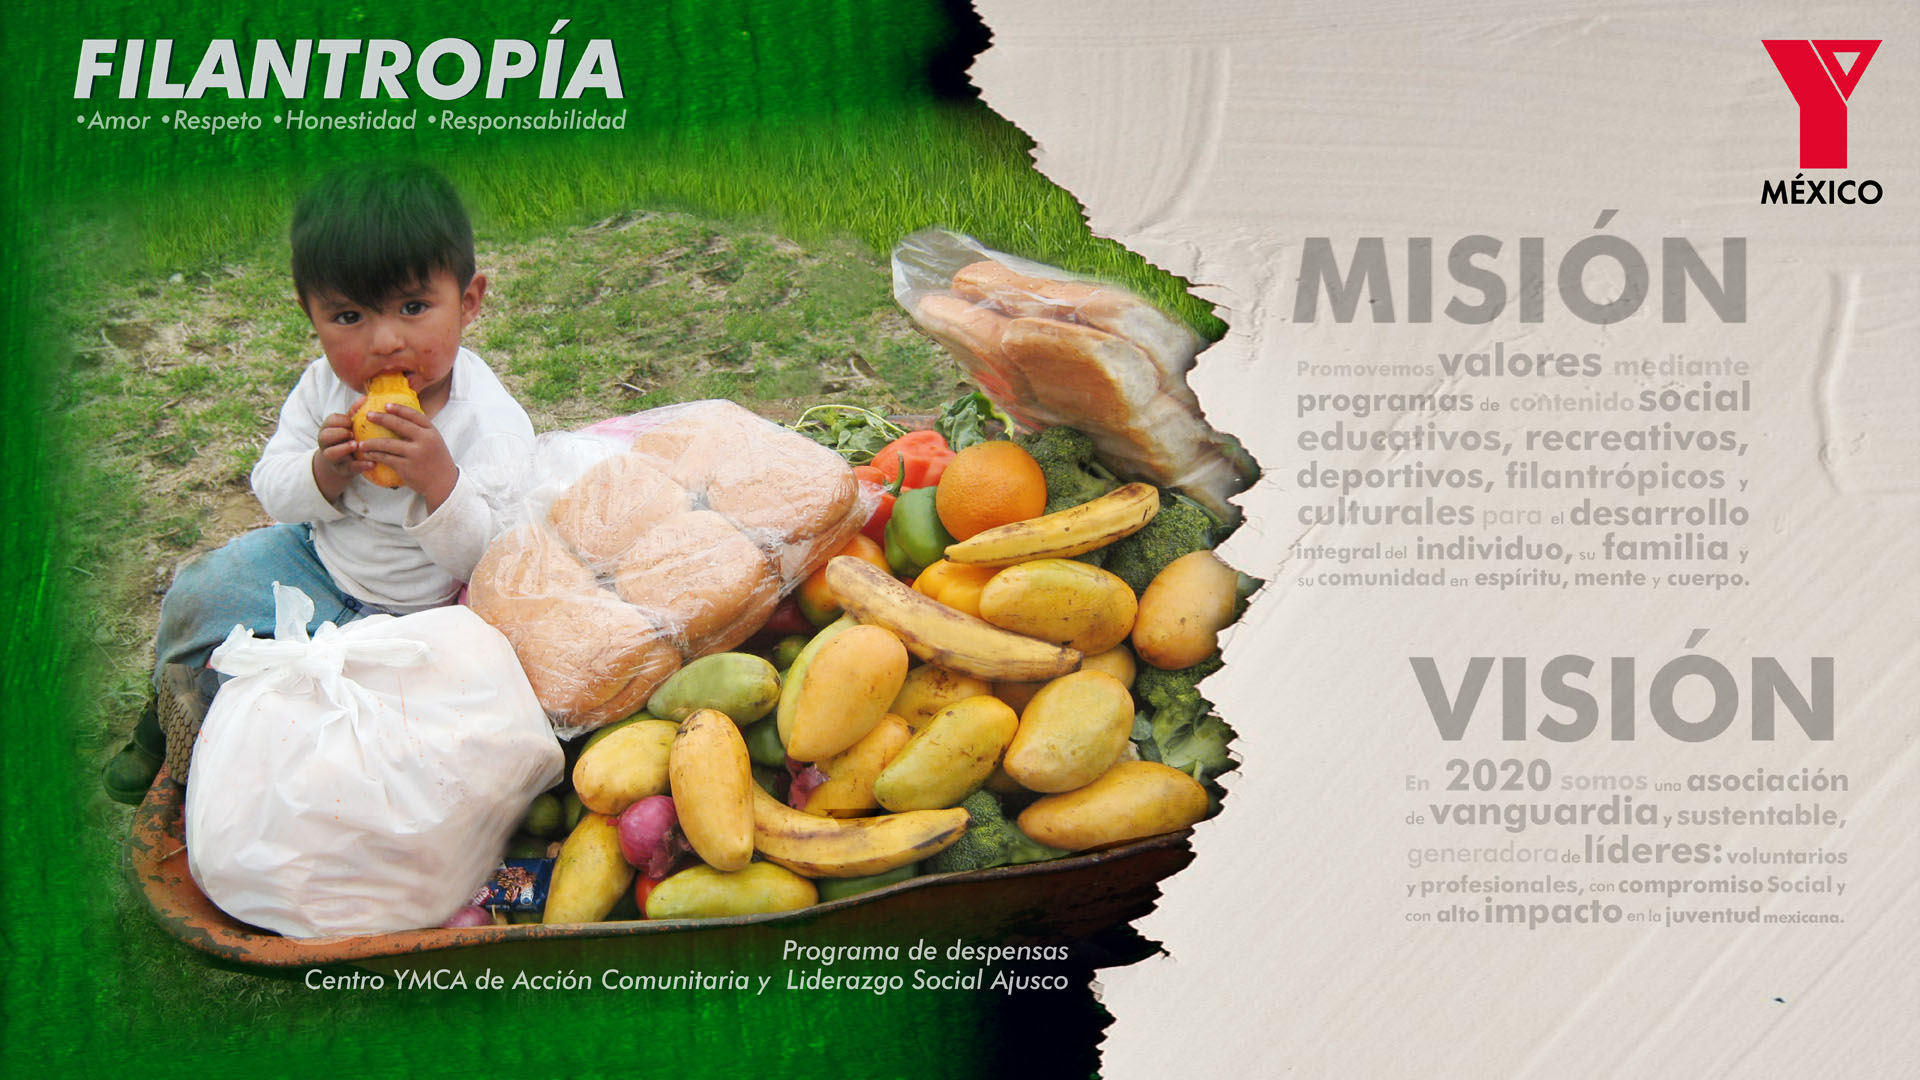 FILANTROPÍA
•Amor •Respeto •Honestidad •Responsabilidad
MÉXICO
MISIÓN
Promovemos valores mediante
programas de contenido social
educativos, recreativos,
deportivos, filantrópicos y
culturales para el desarrollo
integral del individuo, su familia y
su comunidad en espíritu, mente y cuerpo.
VISIÓN
En 2020 somos una asociación
de vanguardia y sustentable,
generadora de líderes: voluntarios
y profesionales, con compromiso Social y
con alto impacto en la juventud mexicana.
Programa de despensas
Centro YMCA de Acción Comunitaria y Liderazgo Social Ajusco